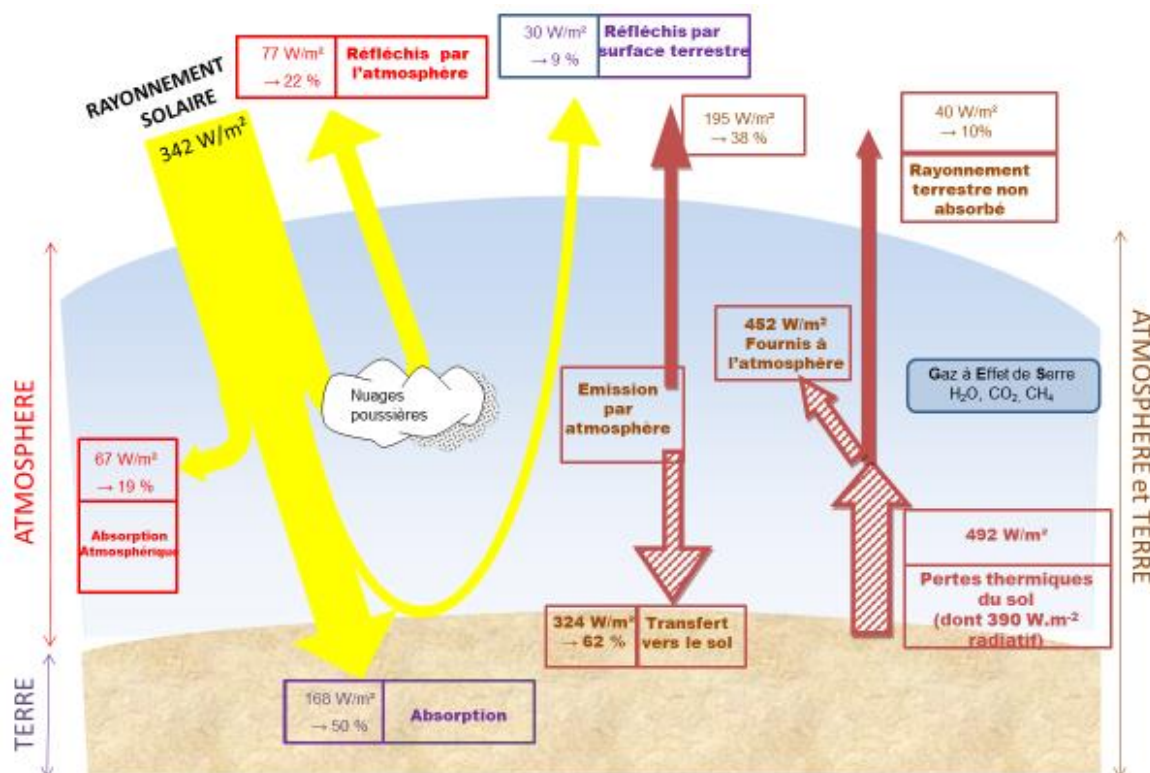 RAYONNEMENT
SOLAIRE
342 W/m²
77 W/m²
→ 22 %
Réfléchis par
l'atmosphère
30 W/m²
→ 9 %
Réfléchis par
surface terrestre
195 W/m²
→ 38 %
40 W/m²
→ 10%
Rayonnement
terrestre non
absorbé
ATMOSPHERE
TERRE
ATMOSPHERE et TERRE
Nuages
poussières
67 W/m²
→ 19 %
Absorption
Atmosphérique
168 W/m²
→ 50 %
Absorption
Emission
par
atmosphère
324 W/m²
→ 62 %
Transfert
vers le sol
452 W/m²
Fournis à
l'atmosphère
Gaz à Effet de Serre
H₂O, CO₂, CH₄
492 W/m²
Pertes thermiques
du sol
(dont 390 W.m⁻²
radiatif)